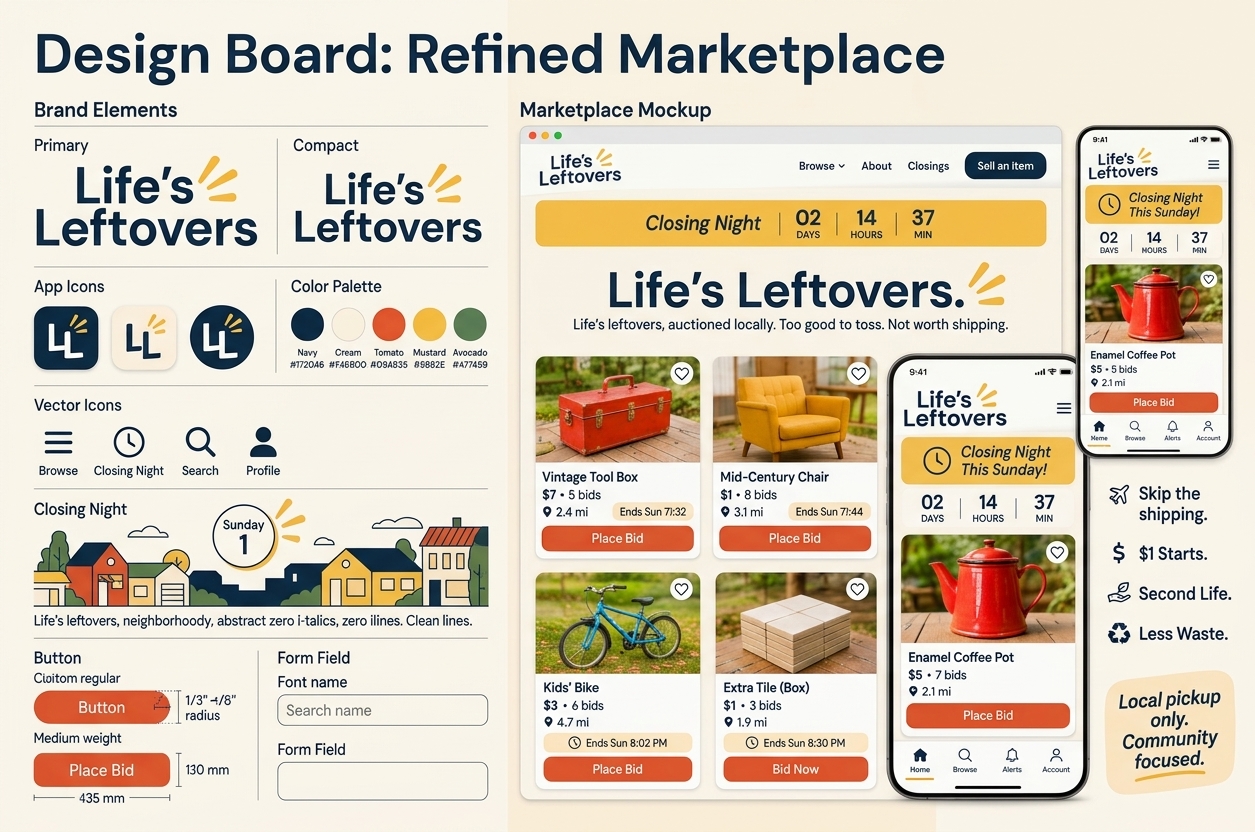 Design Board: Refined Marketplace
Brand Elements
Primary
Life's
Leftovers
Compact
Life's
Leftovers
App Icons
LL
LL
LL
Color Palette
Navy
#172046
Cream
#FA6800
Tomato
#D9A835
Mustard
#9882E
Avocado
#A77459
Vector Icons
Browse
Closing Night
Search
Profile
Closing Night
Sunday
1
Life's leftovers, neighborhoody, abstract zero i-talics, zero ilines. Clean lines.
Button
Cloitom regular
Button
radius
Medium weight
Place Bid
130 mm
435 mm
Form Field
Font name
Search name
Form Field
Marketplace Mockup
Life's
Leftovers
Browse
About
Closings
Sell an item
Closing Night
02
DAYS
14
HOURS
37
MIN
Life's Leftovers.
Life's leftovers, auctioned locally. Too good to toss. Not worth shipping.
Vintage Tool Box
$7 • 5 bids
2.4 mi
Ends Sun 7/:32
Place Bid
Mid-Century Chair
$1 • 8 bids
3.1 mi
Ends Sun 7/:44
Place Bid
Kids' Bike
$3 • 6 bids
4.7 mi
Ends Sun 8:02 PM
Place Bid
Extra Tile (Box)
$1 • 3 bids
1.9 mi
Ends Sun 8:30 PM
Bid Now
9:41
Life's
Leftovers
Closing Night
This Sunday!
02
DAYS
14
HOURS
37
MIN
Enamel Coffee Pot
$5 • 7 bids
2.1 mi
Place Bid
Home
Browse
Alerts
Account
9:41
Life's
Leftovers
Closing Night
This Sunday!
02
DAYS
14
HOURS
37
MIN
Enamel Coffee Pot
$5 • 5 bids
2.1 mi
Place Bid
Home
Browse
Alerts
Account
Skip the
shipping.
$ $1 Starts.
Second Life.
Less Waste.
Local pickup
only.
Community
focused.